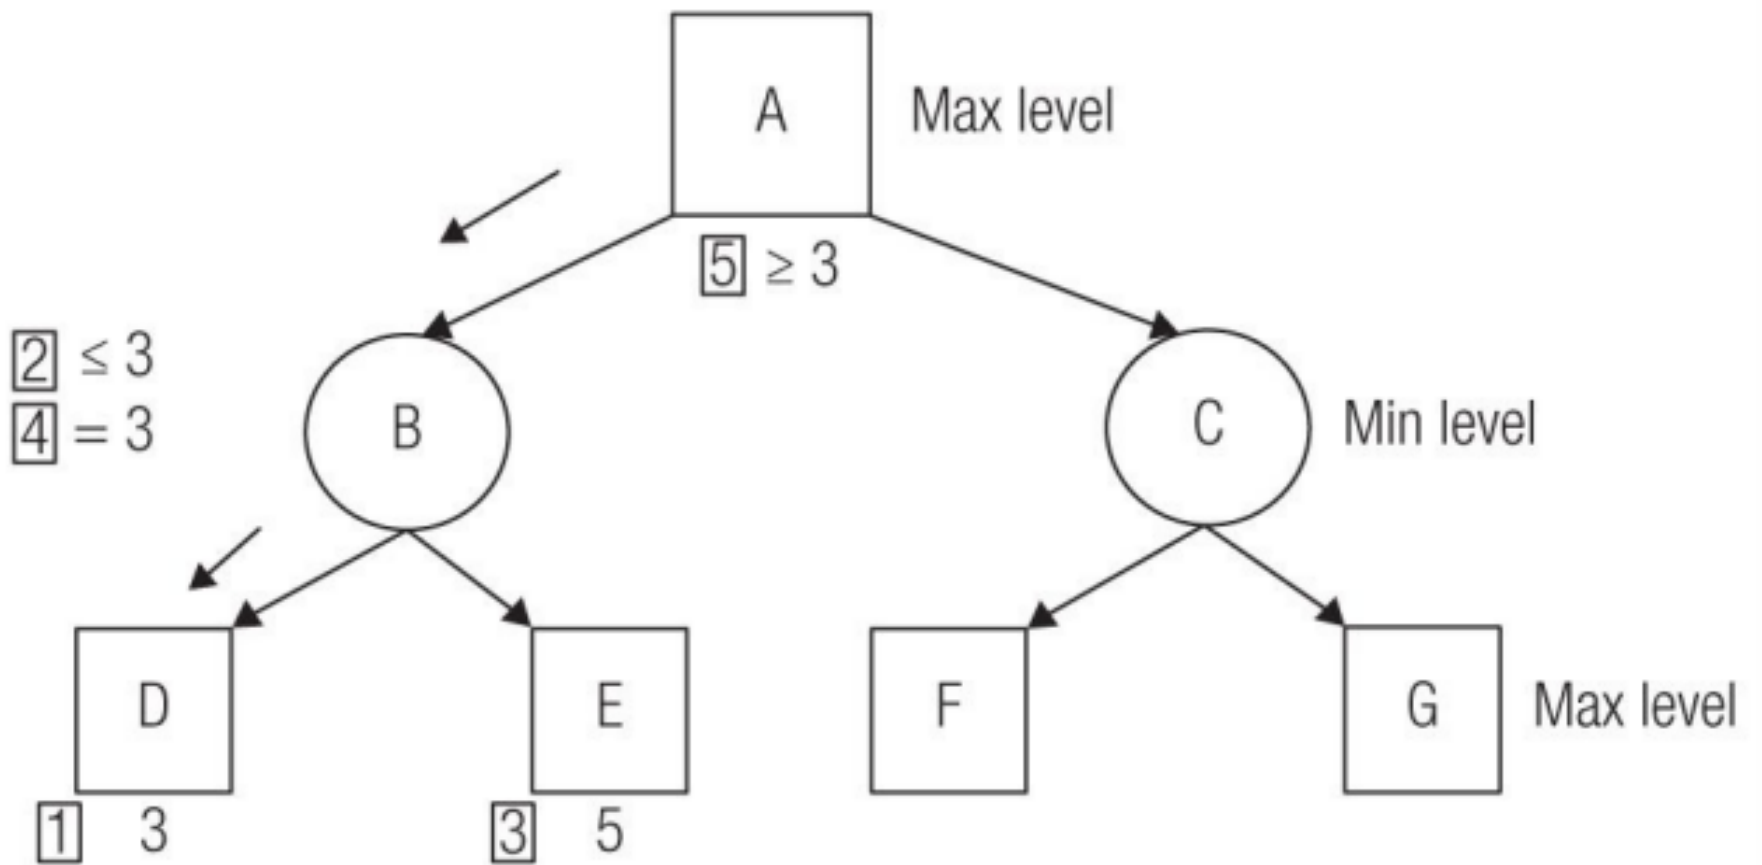 A Max level
5 ≥ 3
2 ≤ 3
4 = 3
B
C Min level
D
E
F
G Max level
1 3
3 5